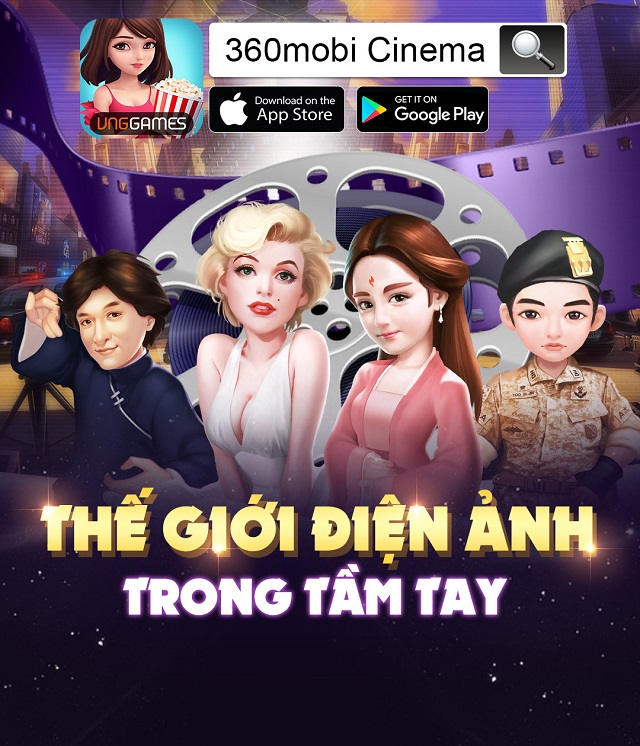 360mobi Cinema
VNGGAMES
Download on the
App Store
GET IT ON
Google Play
THẾ GIỚI ĐIỆN ẢNH
TRONG TẦM TAY